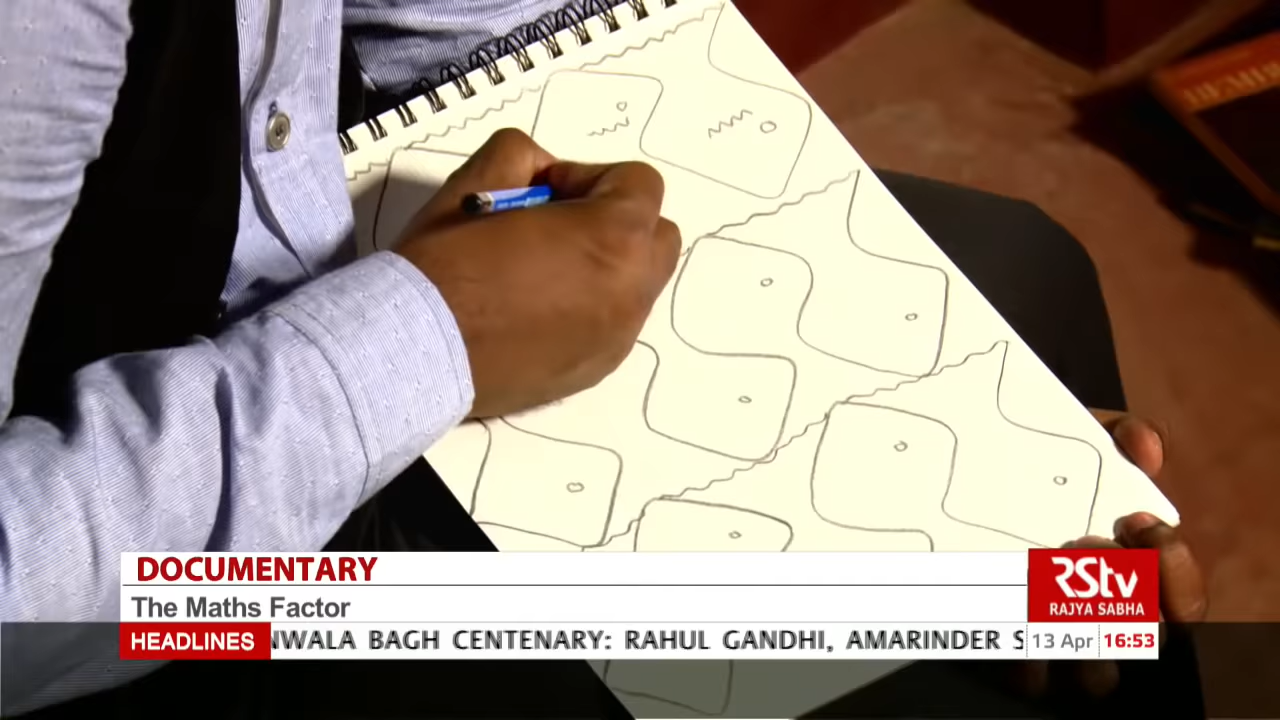 DOCUMENTARY
The Maths Factor
RSTV
RAJYA SABHA
HEADLINES NWALA BAGH CENTENARY: RAHUL GANDHI, AMARINDER S 13 Apr 16:53